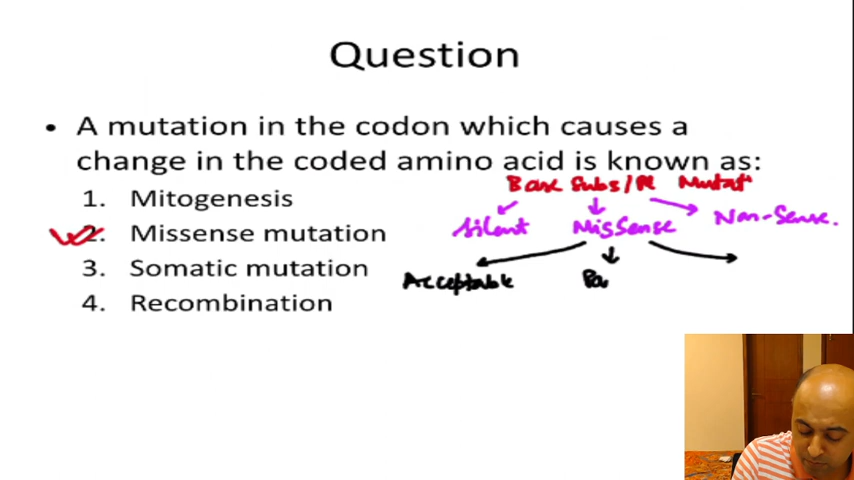 Question
• A mutation in the codon which causes a
change in the coded amino acid is known as:
Base Subs/ Mutat
1. Mitogenesis
2. Missense mutation
Silent MisSense Non-Sense.
3. Somatic mutation
Acceptable Pa
4. Recombination